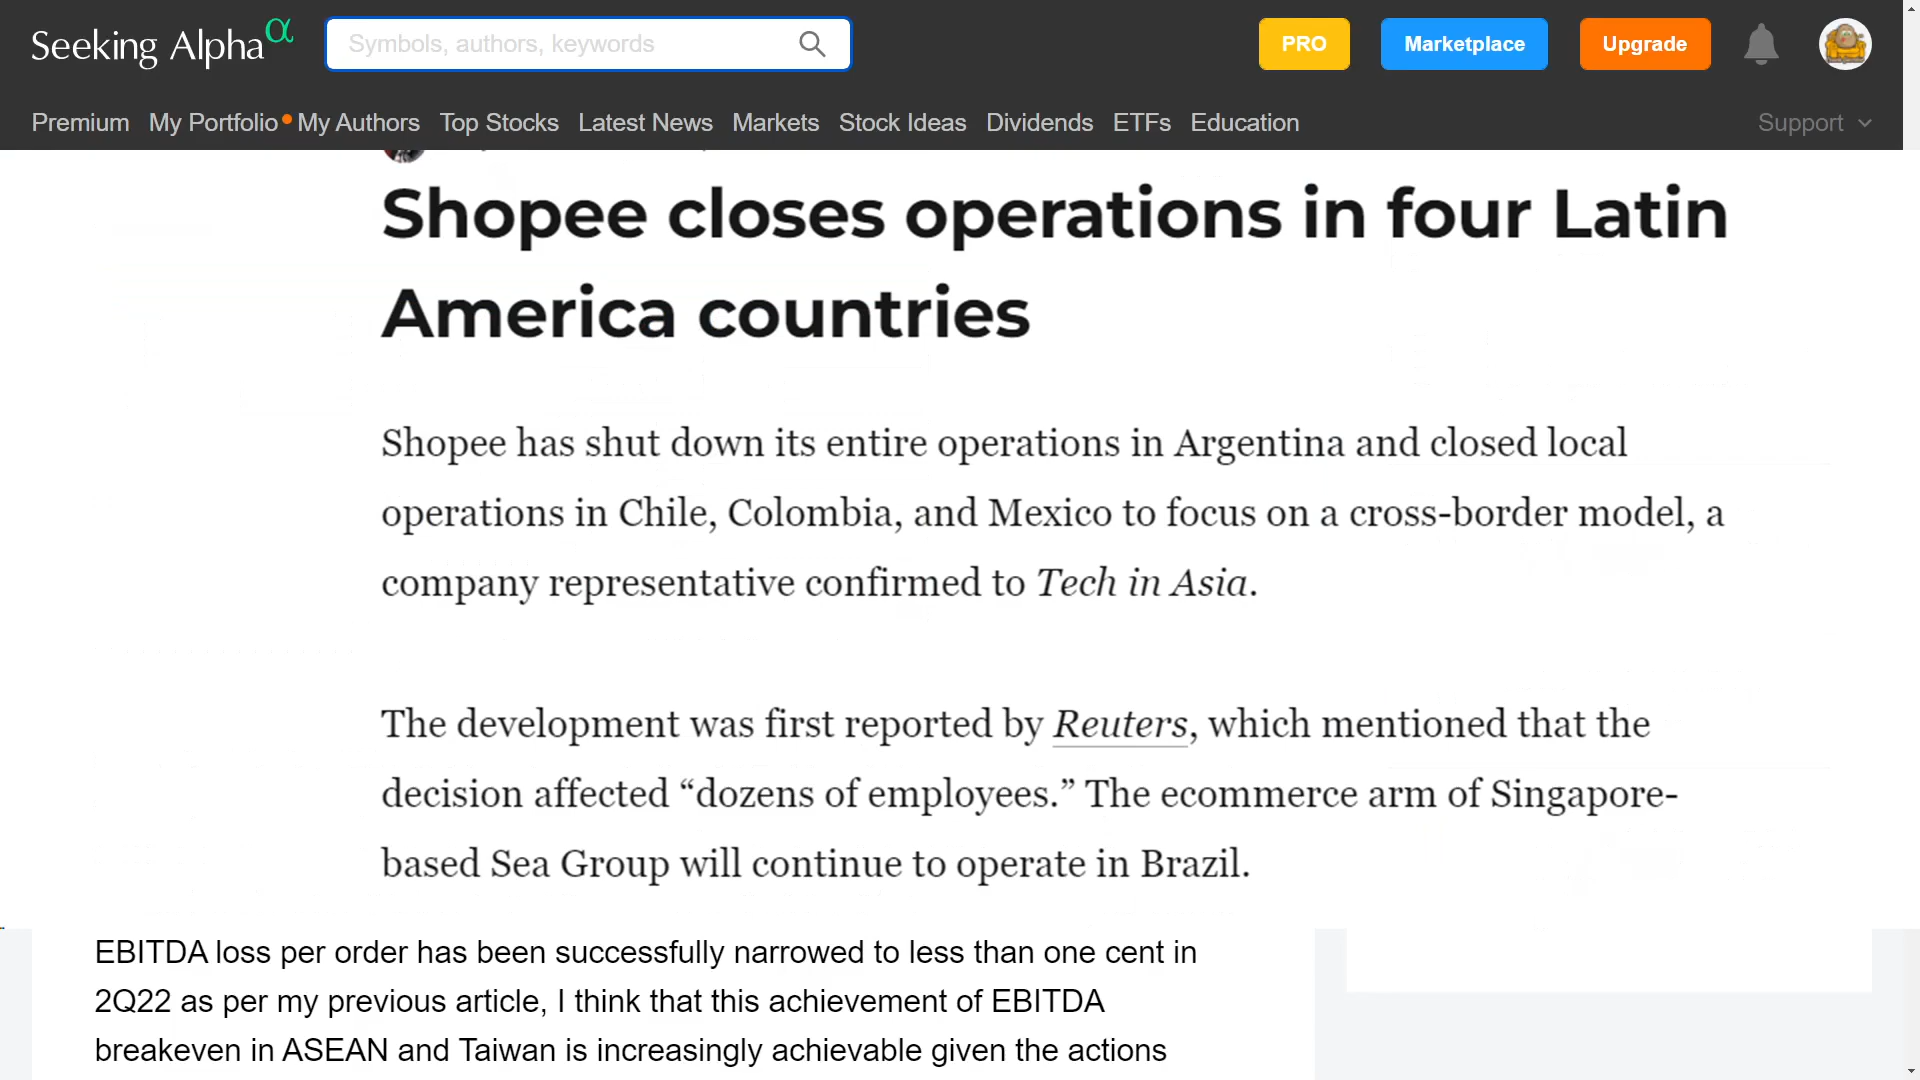 Seeking Alpha α
Symbols, authors, keywords
PRO
Marketplace
Upgrade
Premium My Portfolio My Authors Top Stocks Latest News Markets Stock Ideas Dividends ETFs Education Support
Shopee closes operations in four Latin
America countries
Shopee has shut down its entire operations in Argentina and closed local
operations in Chile, Colombia, and Mexico to focus on a cross-border model, a
company representative confirmed to Tech in Asia.
The development was first reported by Reuters, which mentioned that the
decision affected “dozens of employees.” The ecommerce arm of Singapore-
based Sea Group will continue to operate in Brazil.
EBITDA loss per order has been successfully narrowed to less than one cent in
2Q22 as per my previous article, I think that this achievement of EBITDA
breakeven in ASEAN and Taiwan is increasingly achievable given the actions